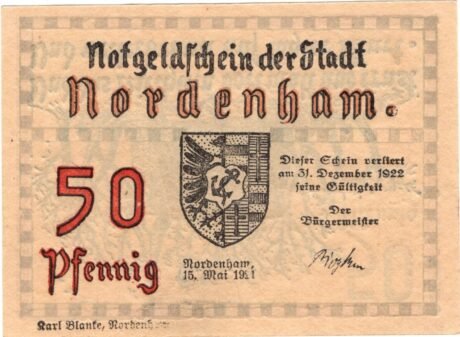 Notgeldschein der Stadt
Nordenham.
50
Pfennig
Dieser Schein verliert
am 31. Dezember 1922
seine Gültigkeit
Der
Bürgermeister
Nordenham,
15. Mai 1921
Karl Blanke, Nordenham